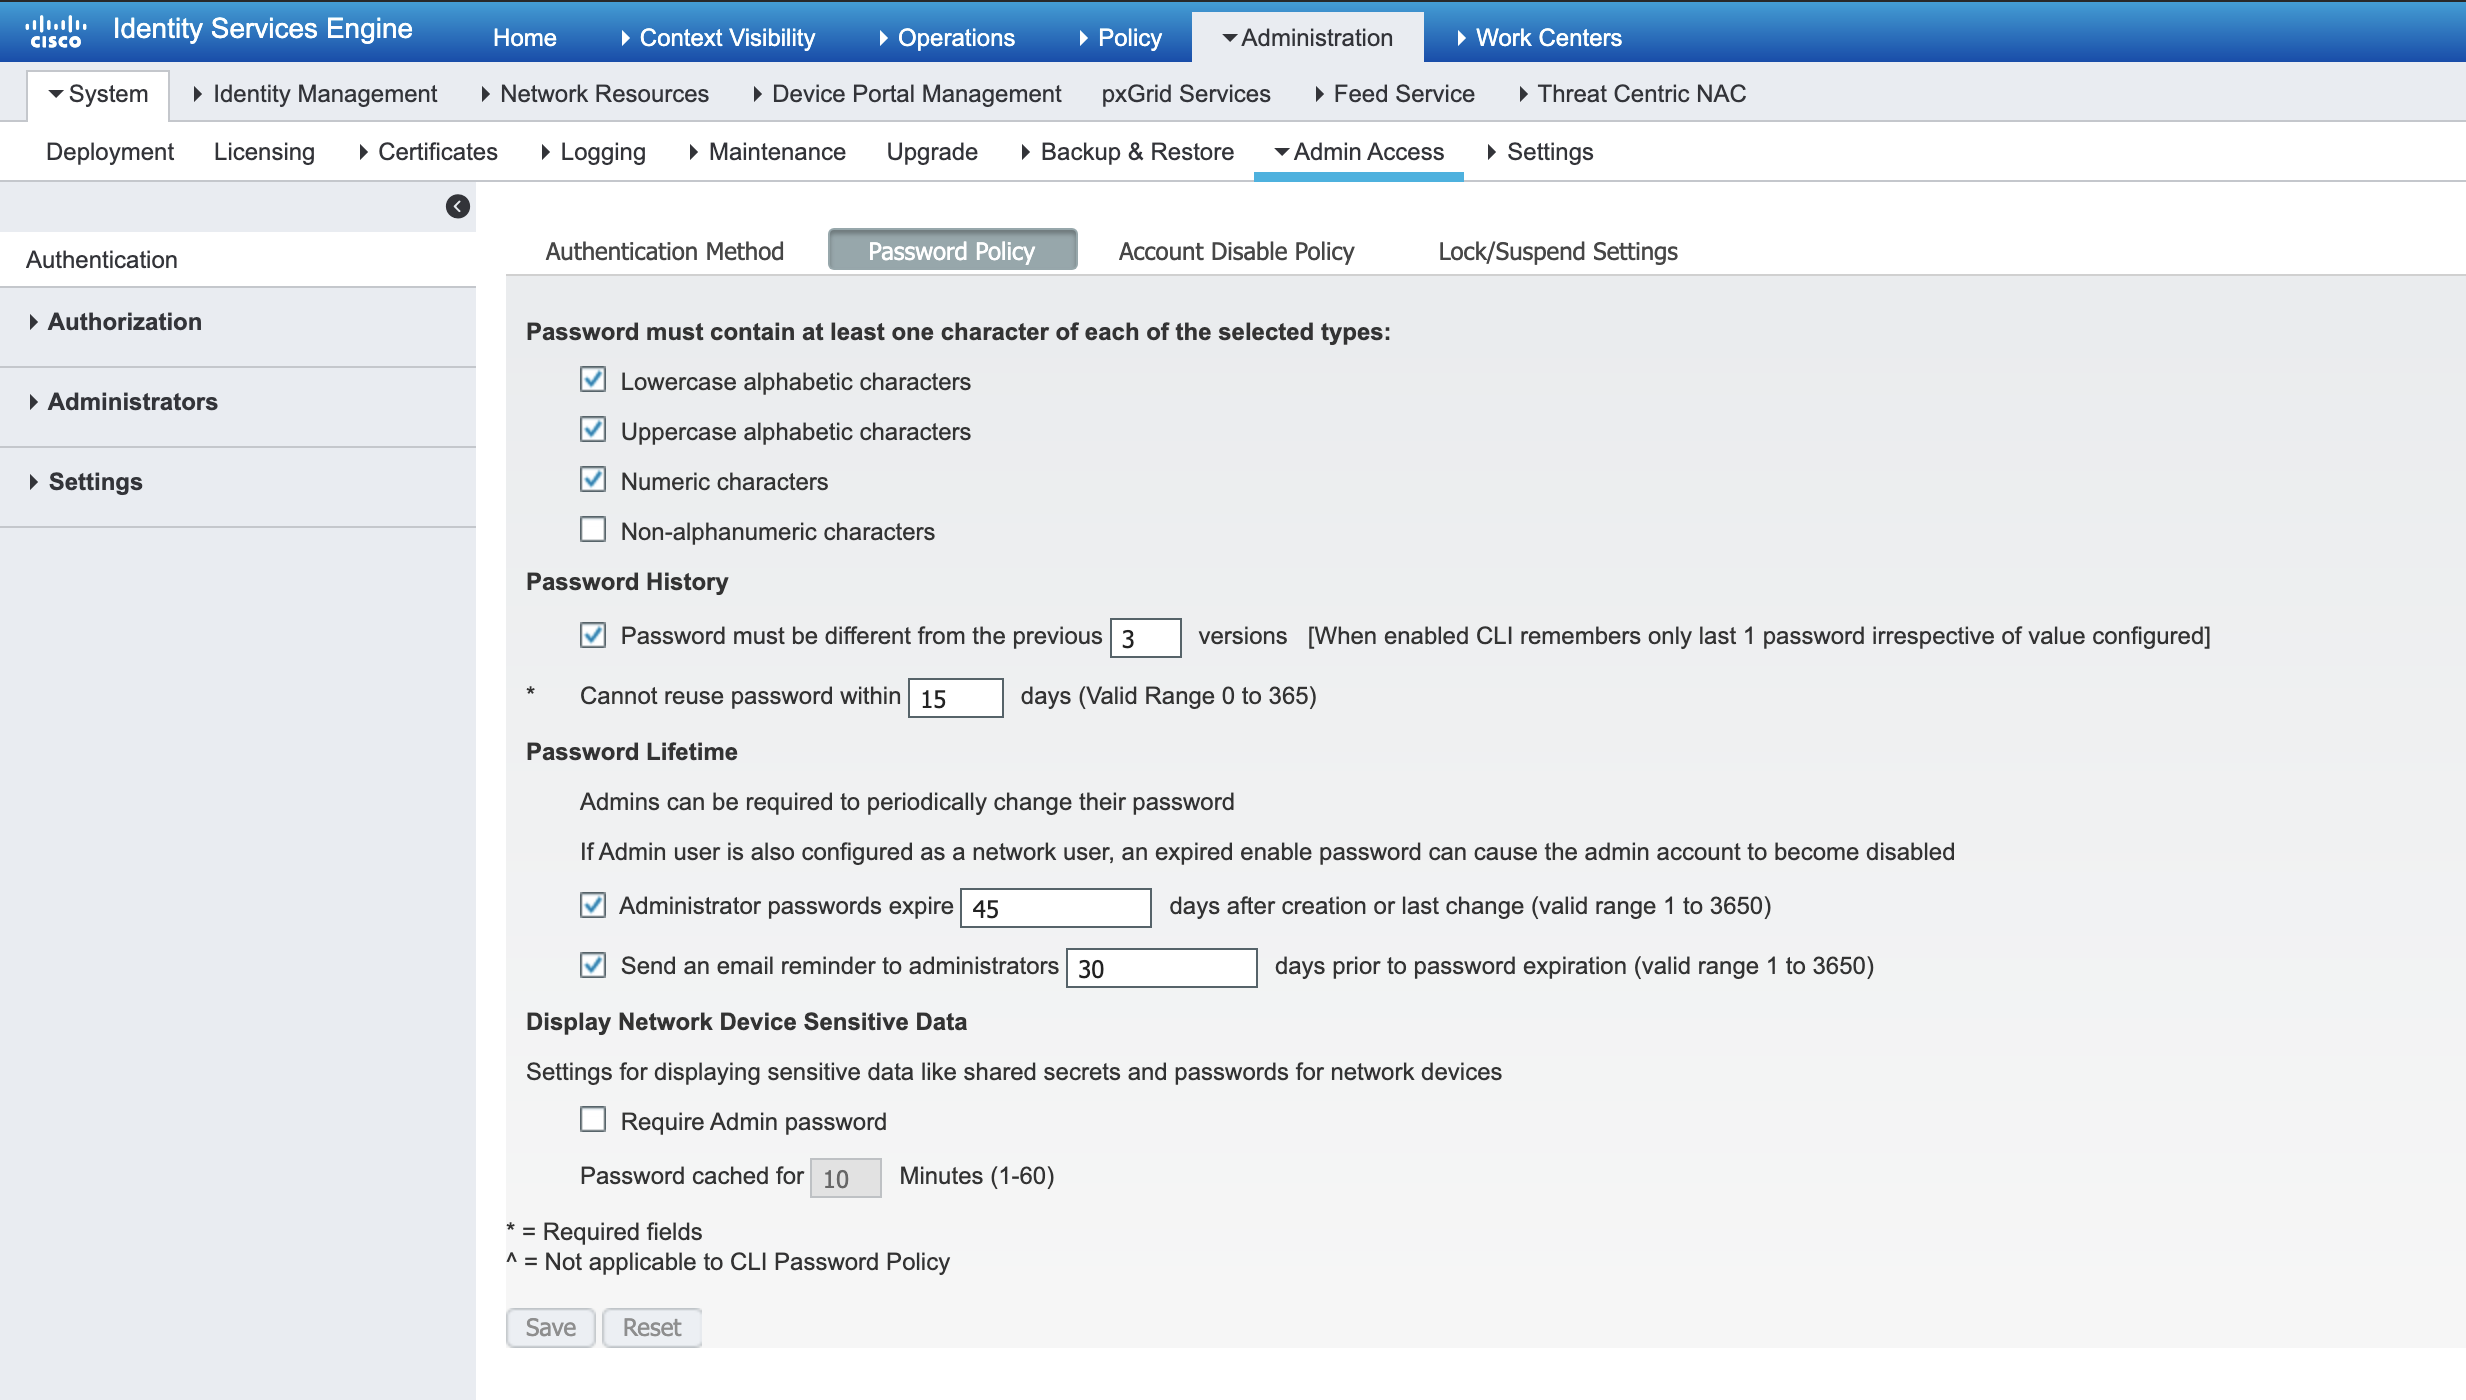 CISCO Identity Services Engine Home Context Visibility Operations Policy Administration Work Centers
System Identity Management Network Resources Device Portal Management pxGrid Services Feed Service Threat Centric NAC
Deployment Licensing Certificates Logging Maintenance Upgrade Backup & Restore Admin Access Settings
Authentication
Authorization
Administrators
Settings
Authentication Method Password Policy Account Disable Policy Lock/Suspend Settings
Password must contain at least one character of each of the selected types:
Lowercase alphabetic characters
Uppercase alphabetic characters
Numeric characters
Non-alphanumeric characters
Password History
Password must be different from the previous 3 versions [When enabled CLI remembers only last 1 password irrespective of value configured]
* Cannot reuse password within 15 days (Valid Range 0 to 365)
Password Lifetime
Admins can be required to periodically change their password
If Admin user is also configured as a network user, an expired enable password can cause the admin account to become disabled
Administrator passwords expire 45 days after creation or last change (valid range 1 to 3650)
Send an email reminder to administrators 30 days prior to password expiration (valid range 1 to 3650)
Display Network Device Sensitive Data
Settings for displaying sensitive data like shared secrets and passwords for network devices
Require Admin password
Password cached for 10 Minutes (1-60)
* = Required fields
^ = Not applicable to CLI Password Policy
Save Reset